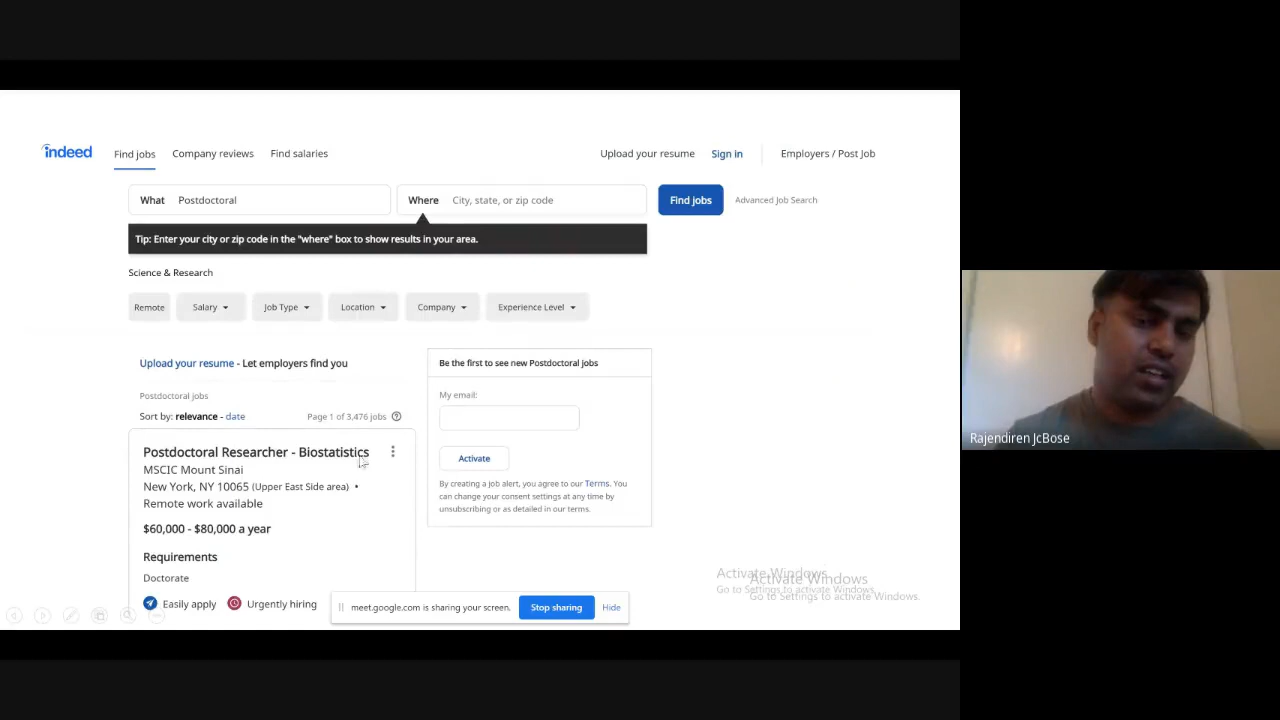 indeed
Find jobs
Company reviews
Find salaries
Upload your resume
Sign in
Employers / Post Job
What Postdoctoral
Where City, state, or zip code
Find jobs
Advanced Job Search
Tip: Enter your city or zip code in the "where" box to show results in your area.
Science & Research
Remote
Salary
Job Type
Location
Company
Experience Level
Upload your resume - Let employers find you
Postdoctoral jobs
Sort by: relevance - date
Page 1 of 3,476 jobs
Postdoctoral Researcher - Biostatistics
MSCIC Mount Sinai
New York, NY 10065 (Upper East Side area) •
Remote work available
$60,000 - $80,000 a year
Requirements
Doctorate
Easily apply
Urgently hiring
Be the first to see new Postdoctoral jobs
My email:
Activate
By creating a job alert, you agree to our Terms. You
can change your consent settings at any time by
unsubscribing or as detailed in our terms.
meet.google.com is sharing your screen.
Stop sharing
Hide
Activate Windows
Go to Settings to activate Windows.
Activate Windows
Go to Settings to activate Windows.
Rajendiren JcBose